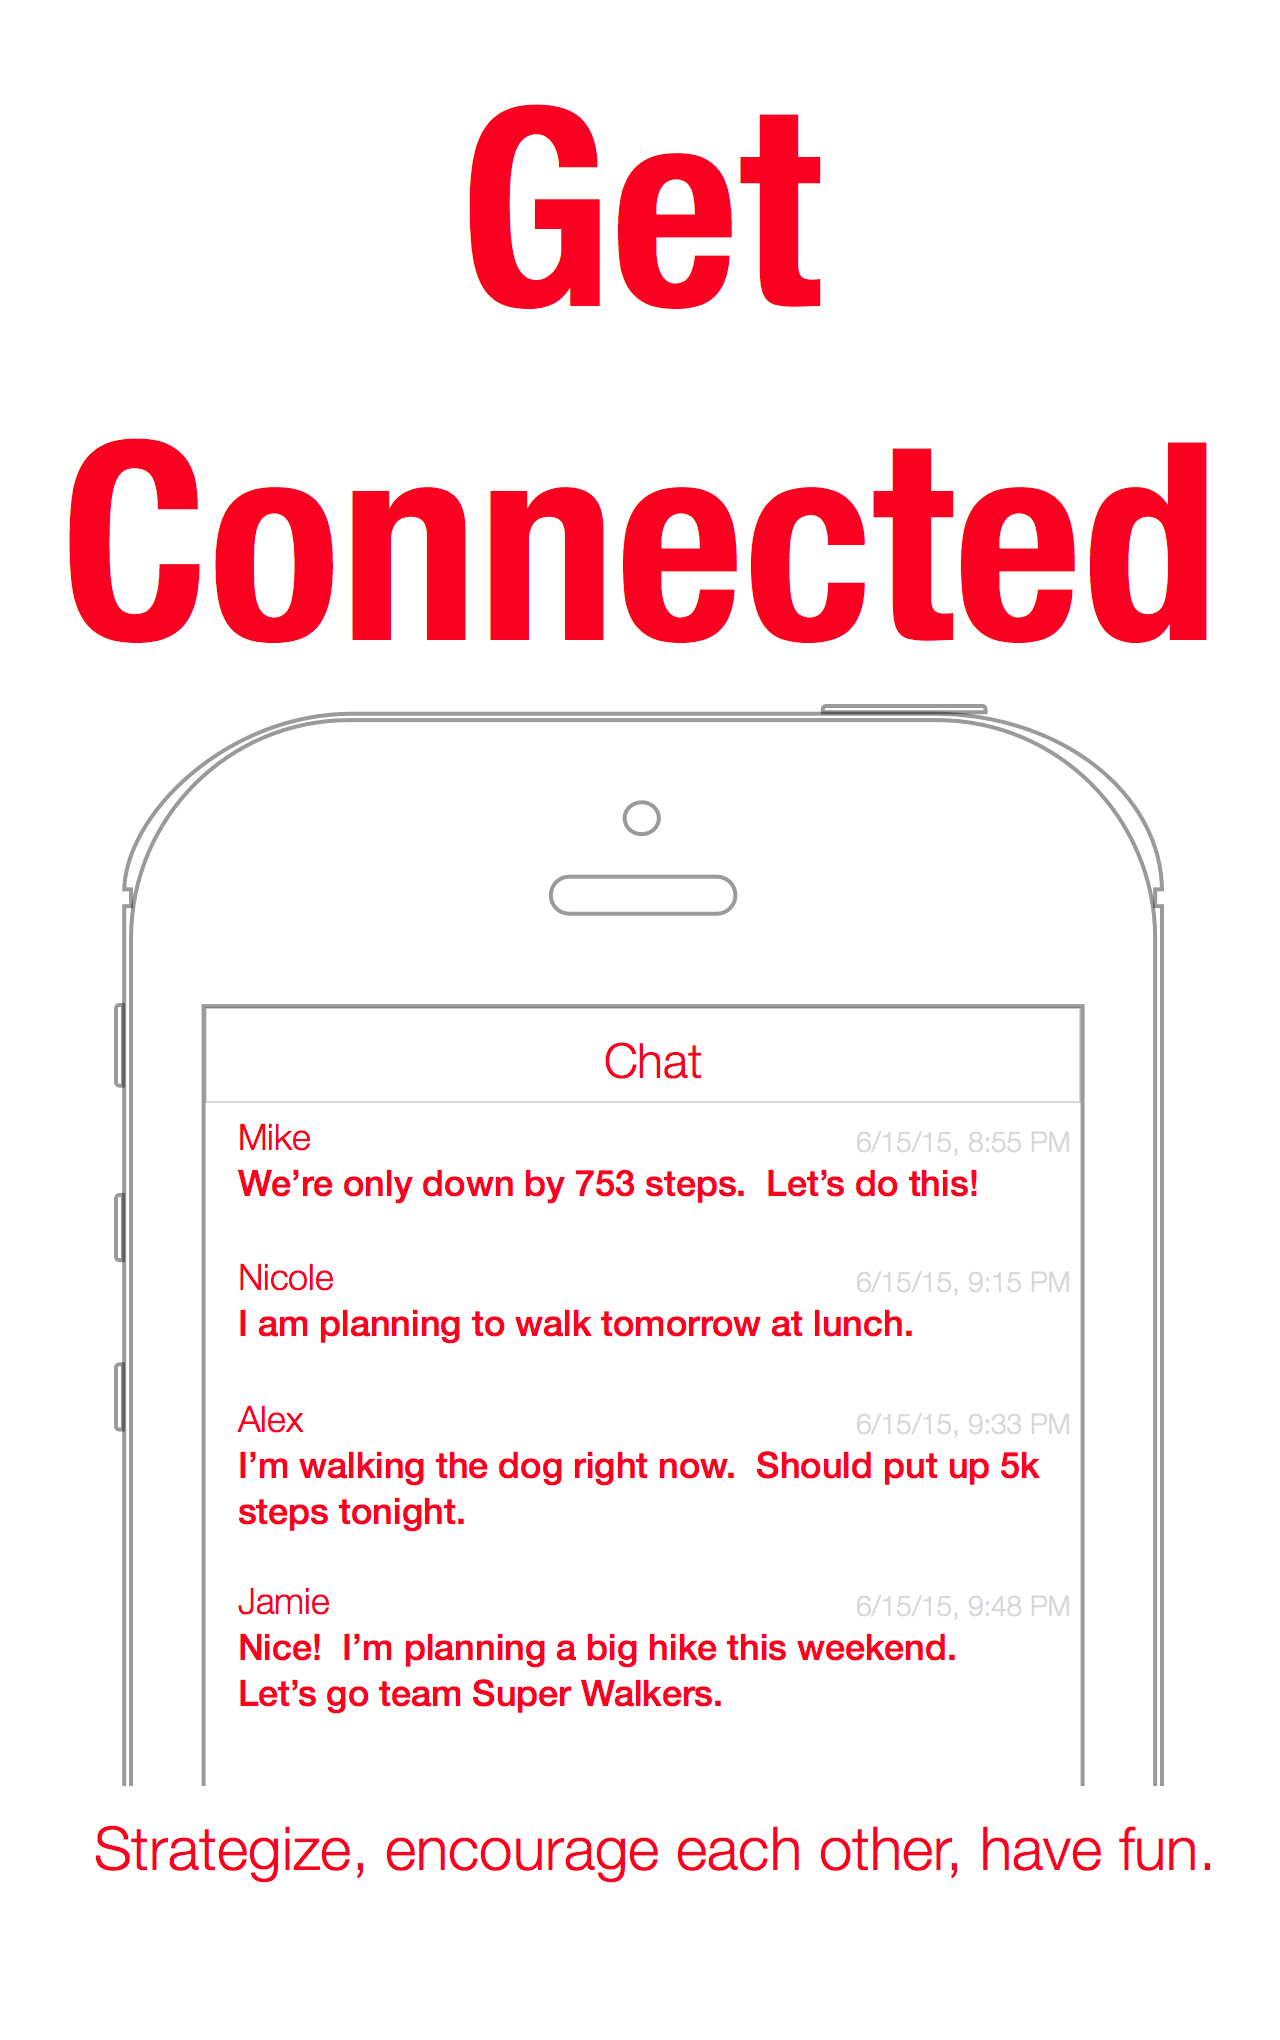 Get
Connected
Chat
Mike 6/15/15, 8:55 PM
We’re only down by 753 steps.  Let’s do this!
Nicole 6/15/15, 9:15 PM
I am planning to walk tomorrow at lunch.
Alex 6/15/15, 9:33 PM
I’m walking the dog right now.  Should put up 5k
steps tonight.
Jamie 6/15/15, 9:48 PM
Nice!  I’m planning a big hike this weekend.
Let’s go team Super Walkers.
Strategize, encourage each other, have fun.